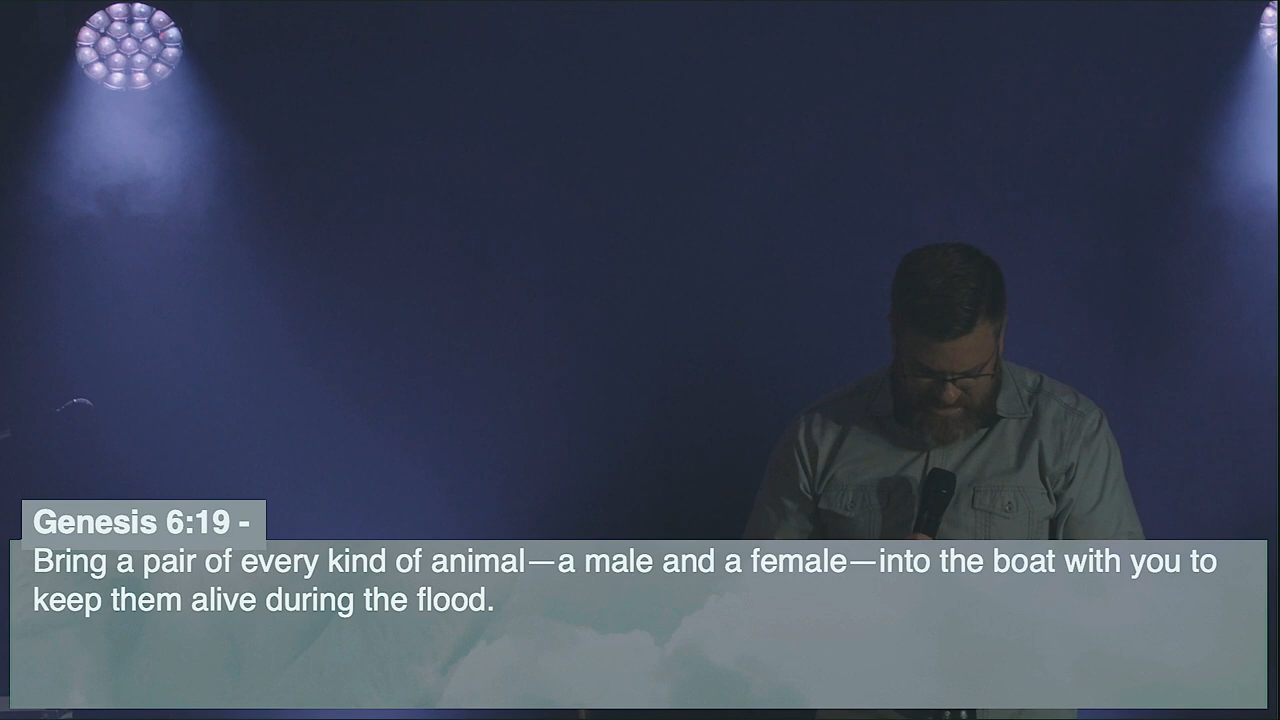 Genesis 6:19 -
Bring a pair of every kind of animal—a male and a female—into the boat with you to
keep them alive during the flood.